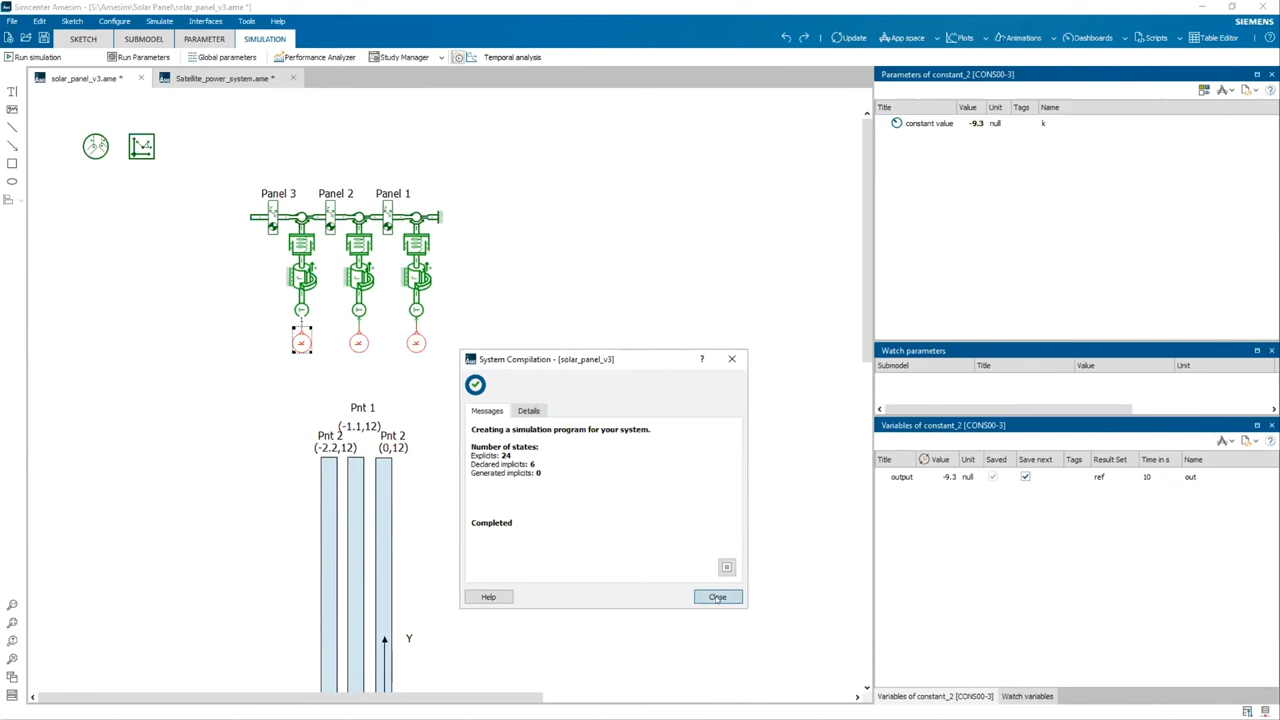 Simcenter Amesim - [S:\Amesim\Solar Panel\solar_panel_v3.ame *]
File Edit Sketch Configure Simulate Interfaces Tools Help
SIEMENS
SKETCH SUBMODEL PARAMETER SIMULATION
Update App space Plots Animations Dashboards Scripts Table Editor
Run simulation Run Parameters Global parameters Performance Analyzer Study Manager Temporal analysis
solar_panel_v3.ame * Satellite_power_system.ame *
Parameters of constant_2 [CONS00-3]
Title Value Unit Tags Name
constant value -9.3 null k
Panel 3 Panel 2 Panel 1
Watch parameters
Submodel Title Value Unit
System Compilation - [solar_panel_v3]
Messages Details
Creating a simulation program for your system.
Number of states:
Explicits: 24
Declared implicits: 6
Generated implicits: 0
Completed
Help Close
Pnt 1
(-1.1,12)
Pnt 2 Pnt 2
(-2.2,12) (0,12)
Y
Variables of constant_2 [CONS00-3]
Title Value Unit Saved Save next Tags Result Set Time in s Name
output -9.3 null ref 10 out
Variables of constant_2 [CONS00-3] Watch variables